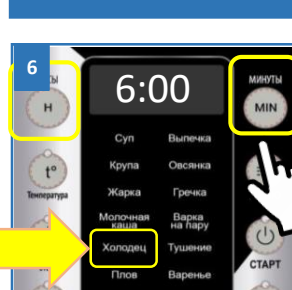 6
Ы
H
6:00
МИНУТЫ
MIN
Суп Выпечка
Крупа Овсянка
t°
Температура
Жарка Гречка
Молочная каша
Варка на пару
Холодец Тушение
СТАРТ
Плов Варенье